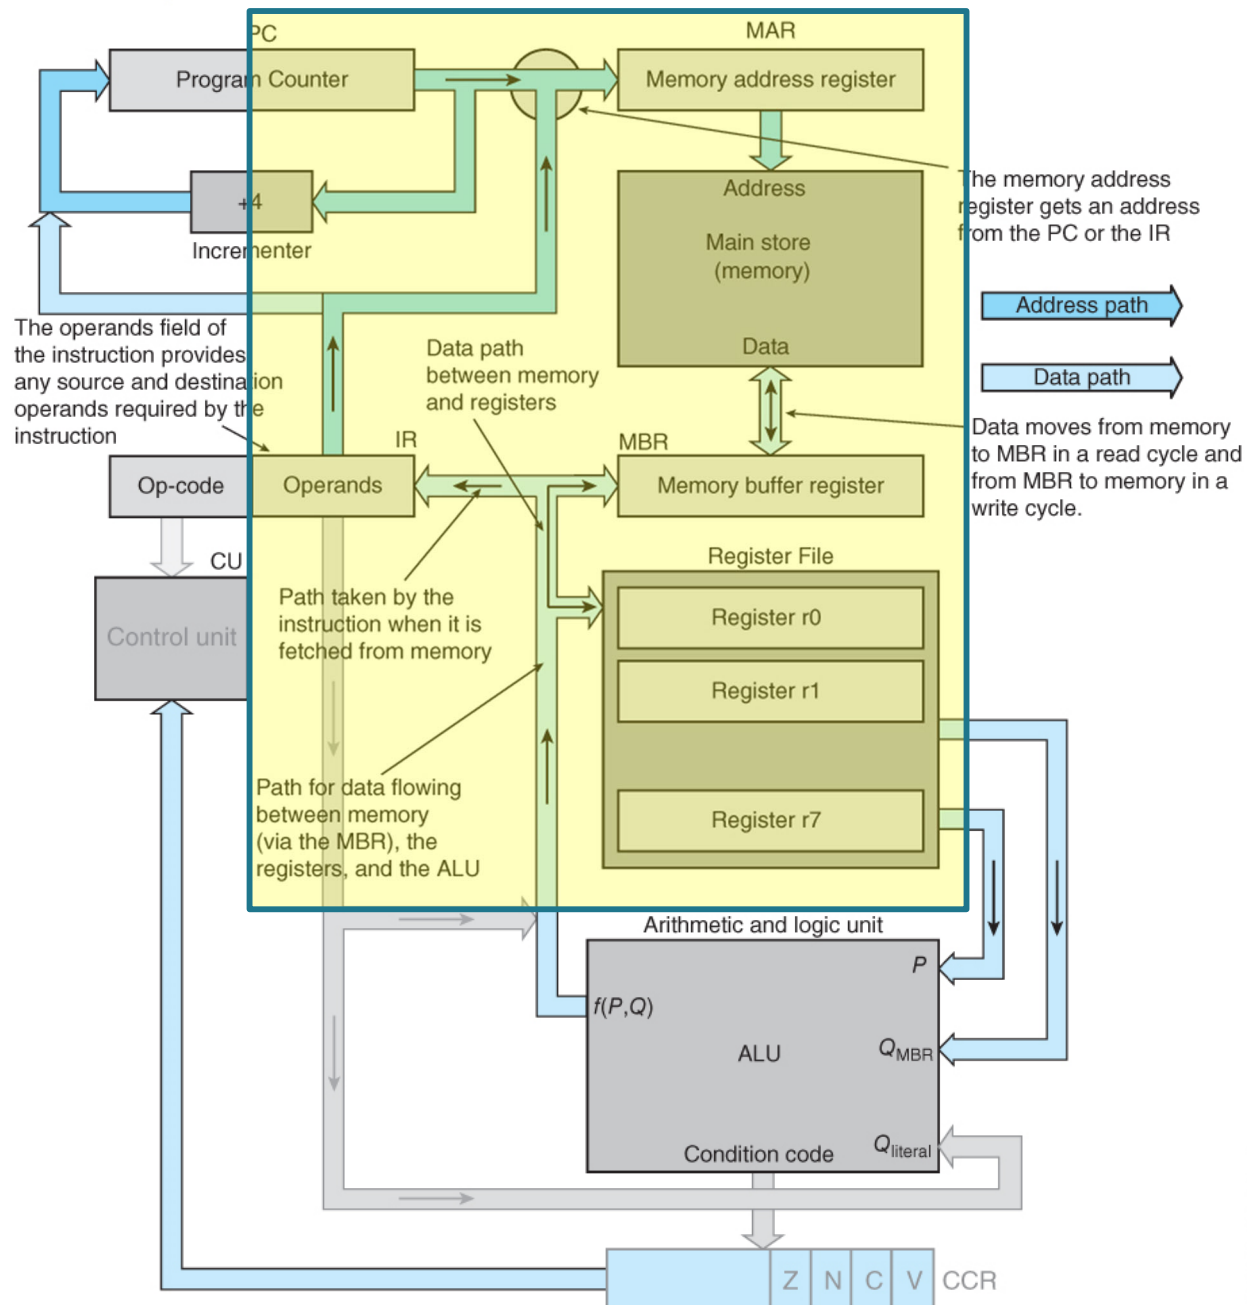 PC
MAR
Program Counter
Memory address register
+4
Incrementer
Address
Main store
(memory)
Data
The memory address
register gets an address
from the PC or the IR
Address path
Data path
The operands field of
the instruction provides
any source and destination
operands required by the
instruction
Data path
between memory
and registers
Data moves from memory
to MBR in a read cycle and
from MBR to memory in a
write cycle.
IR
MBR
Op-code
Operands
Memory buffer register
CU
Control unit
Path taken by the
instruction when it is
fetched from memory
Register File
Register r0
Register r1
Register r7
Path for data flowing
between memory
(via the MBR), the
registers, and the ALU
Arithmetic and logic unit
P
f(P,Q)
ALU
QMBR
Qliteral
Condition code
Z N C V CCR